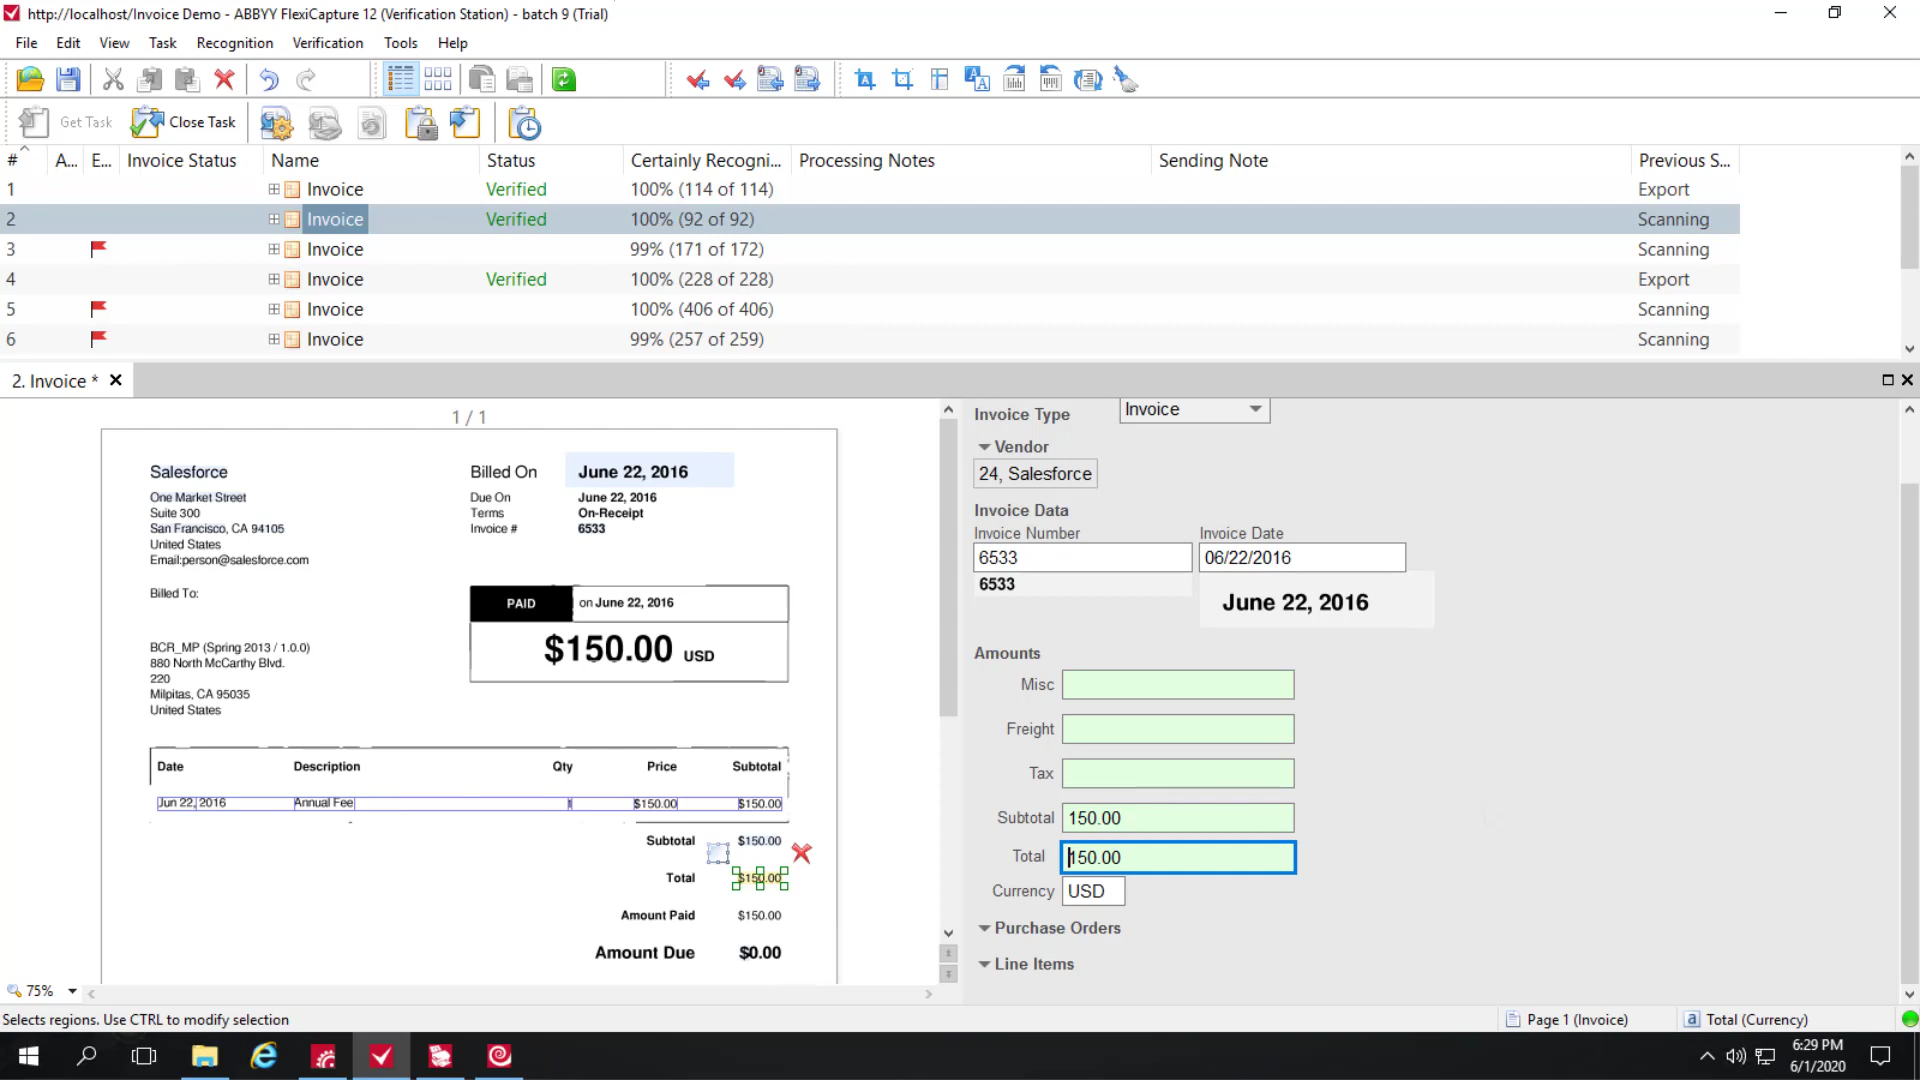 http://localhost/Invoice Demo - ABBYY FlexiCapture 12 (Verification Station) - batch 9 (Trial)
File Edit View Task Recognition Verification Tools Help
Get Task Close Task
# A... E... Invoice Status Name Status Certainly Recogni... Processing Notes Sending Note Previous S...
1 Invoice Verified 100% (114 of 114) Export
2 Invoice Verified 100% (92 of 92) Scanning
3 Invoice 99% (171 of 172) Scanning
4 Invoice Verified 100% (228 of 228) Export
5 Invoice 100% (406 of 406) Scanning
6 Invoice 99% (257 of 259) Scanning
2. Invoice *
1 / 1
Salesforce
One Market Street
Suite 300
San Francisco, CA 94105
United States
Email:person@salesforce.com
Billed On June 22, 2016
Due On June 22, 2016
Terms On-Receipt
Invoice # 6533
Billed To:
BCR_MP (Spring 2013 / 1.0.0)
880 North McCarthy Blvd.
220
Milpitas, CA 95035
United States
PAID on June 22, 2016
$150.00 USD
Date Description Qty Price Subtotal
Jun 22, 2016 Annual Fee 1 $150.00 $150.00
Subtotal $150.00
Total $150.00
Amount Paid $150.00
Amount Due $0.00
75%
Invoice Type Invoice
Vendor
24, Salesforce
Invoice Data
Invoice Number Invoice Date
6533 06/22/2016
6533 June 22, 2016
Amounts
Misc
Freight
Tax
Subtotal 150.00
Total 150.00
Currency USD
Purchase Orders
Line Items
Selects regions. Use CTRL to modify selection
Page 1 (Invoice) Total (Currency)
6:29 PM
6/1/2020